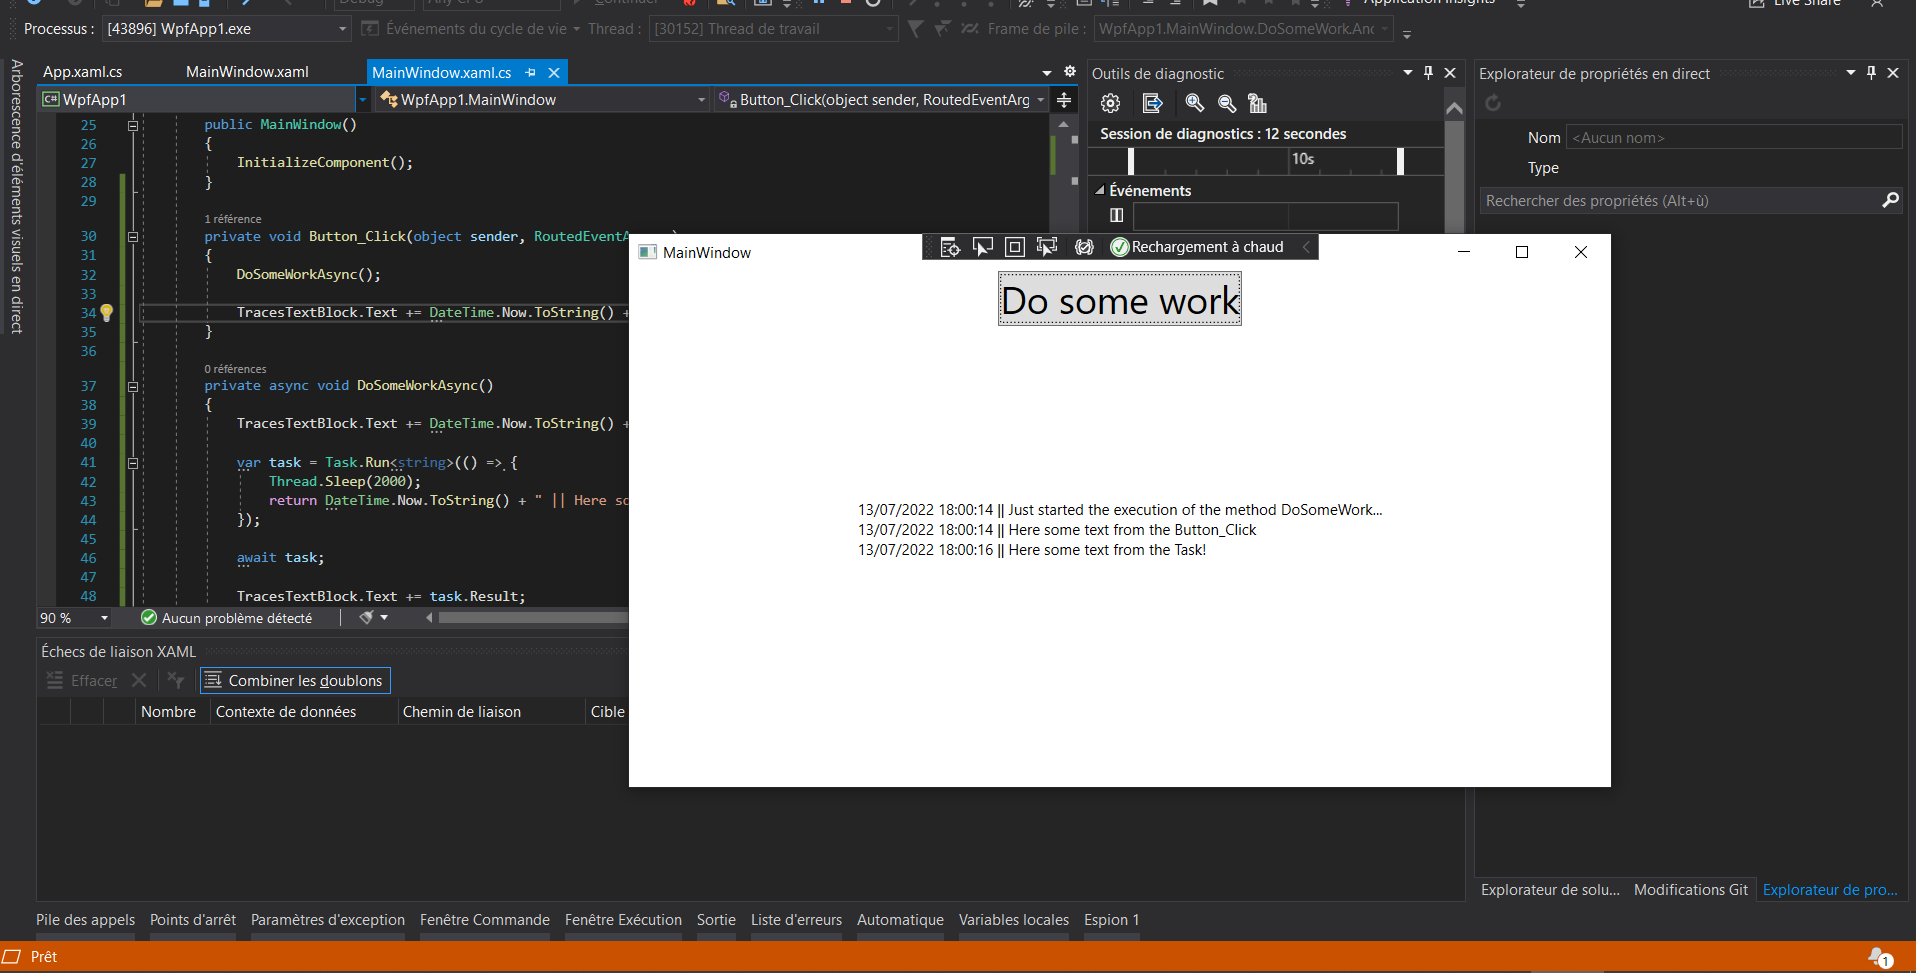 Debug
Any CPU
Continuer
Application Insights
Live Share
Processus :
[43896] WpfApp1.exe
Événements du cycle de vie
Thread :
[30152] Thread de travail
Frame de pile :
WpfApp1.MainWindow.DoSomeWork.Anc
Arborescence d'éléments visuels en direct
App.xaml.cs
MainWindow.xaml
MainWindow.xaml.cs
C# WpfApp1
WpfApp1.MainWindow
Button_Click(object sender, RoutedEventArg
25 public MainWindow()
26 {
27 InitializeComponent();
28 }
29
1 référence
30 private void Button_Click(object sender, RoutedEventA
31 {
32 DoSomeWorkAsync();
33
34 TracesTextBlock.Text += DateTime.Now.ToString() +
35 }
36
0 références
37 private async void DoSomeWorkAsync()
38 {
39 TracesTextBlock.Text += DateTime.Now.ToString() +
40
41 var task = Task.Run<string>(() => {
42 Thread.Sleep(2000);
43 return DateTime.Now.ToString() + " || Here so
44 });
45
46 await task;
47
48 TracesTextBlock.Text += task.Result;
90 %
Aucun problème détecté
Outils de diagnostic
Session de diagnostics : 12 secondes
10s
Événements
Explorateur de propriétés en direct
Nom
<Aucun nom>
Type
Rechercher des propriétés (Alt+ù)
MainWindow
Rechargement à chaud
Do some work
13/07/2022 18:00:14 || Just started the execution of the method DoSomeWork...
13/07/2022 18:00:14 || Here some text from the Button_Click
13/07/2022 18:00:16 || Here some text from the Task!
Échecs de liaison XAML
Effacer
Combiner les doublons
Nombre
Contexte de données
Chemin de liaison
Cible
Explorateur de solu...
Modifications Git
Explorateur de pro...
Pile des appels
Points d'arrêt
Paramètres d'exception
Fenêtre Commande
Fenêtre Exécution
Sortie
Liste d'erreurs
Automatique
Variables locales
Espion 1
Prêt
1